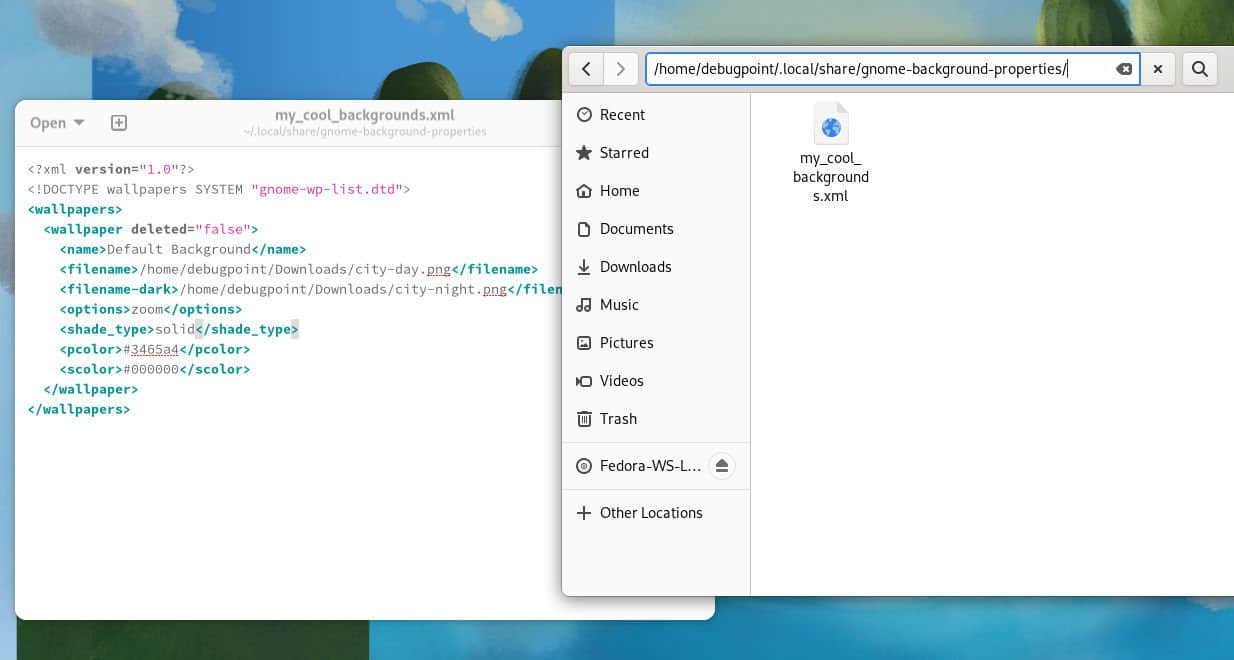 Open
my_cool_backgrounds.xml
~/.local/share/gnome-background-properties
<?xml version="1.0"?>
<!DOCTYPE wallpapers SYSTEM "gnome-wp-list.dtd">
<wallpapers>
  <wallpaper deleted="false">
    <name>Default Background</name>
    <filename>/home/debugpoint/Downloads/city-day.png</filename>
    <filename-dark>/home/debugpoint/Downloads/city-night.png</filen
    <options>zoom</options>
    <shade_type>solid</shade_type>
    <pcolor>#3465a4</pcolor>
    <scolor>#000000</scolor>
  </wallpaper>
</wallpapers>
/home/debugpoint/.local/share/gnome-background-properties/
Recent
Starred
Home
Documents
Downloads
Music
Pictures
Videos
Trash
Fedora-WS-L...
Other Locations
my_cool_
background
s.xml